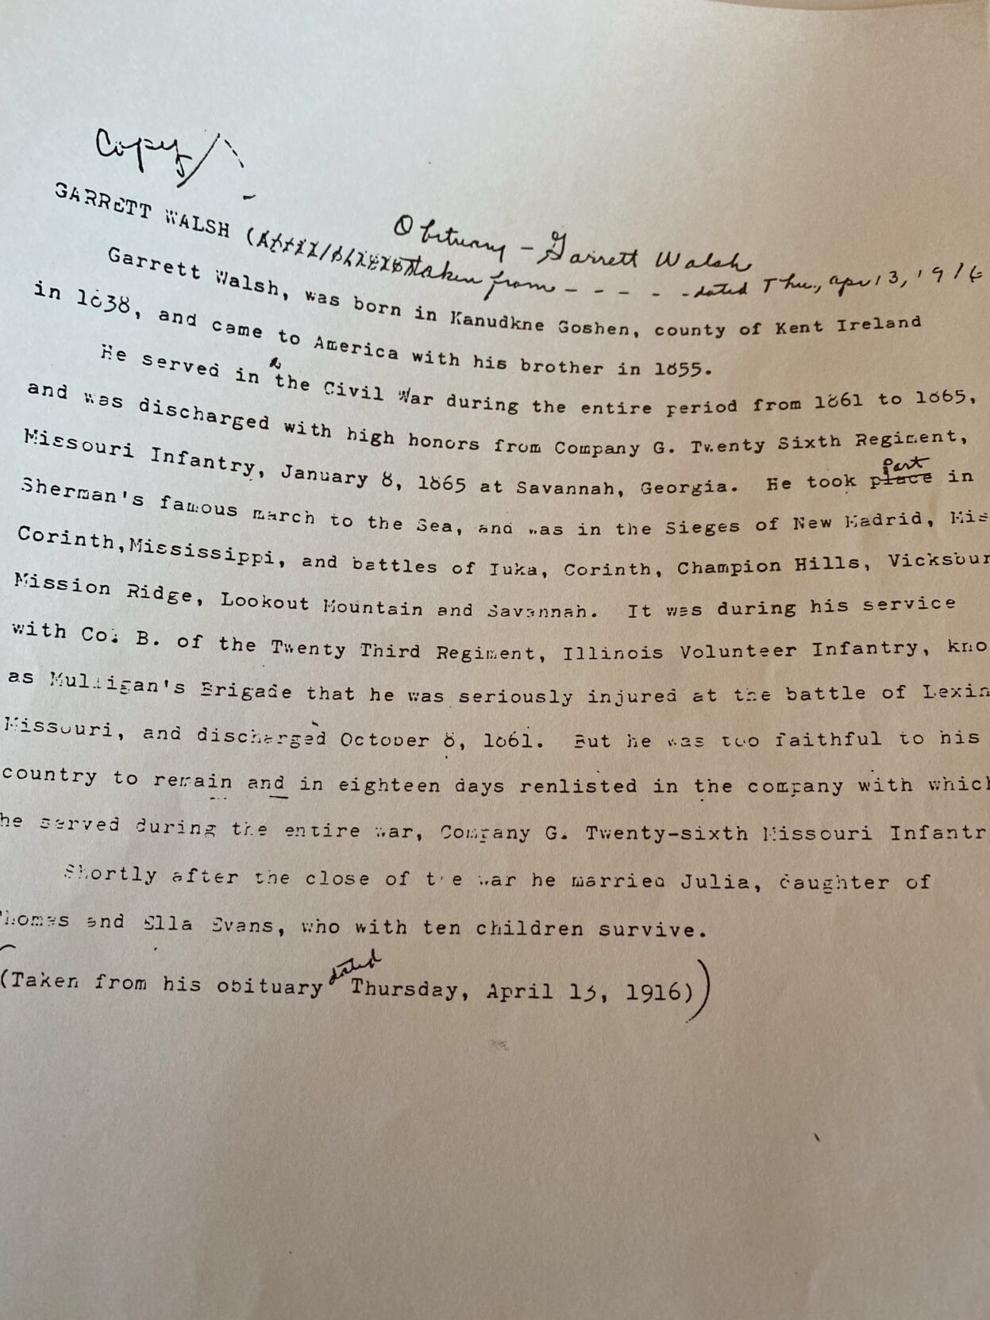 Copy
GARRETT WALSH (
Obituary - Garrett Walsh
taken from - - - - - dated Thu, apr 13, 1916
Garrett Walsh, was born in Kanudkne Goshen, county of Kent Ireland
in 1838, and came to America with his brother in 1855.
He served in the Civil War during the entire period from 1861 to 1865,
and was discharged with high honors from Company G. Twenty Sixth Regiment,
Missouri Infantry, January 8, 1865 at Savannah, Georgia. He took place part in
Sherman's famous march to the Sea, and was in the Sieges of New Madrid, Mis
Corinth,Mississippi, and battles of Iuka, Corinth, Champion Hills, Vicksbur
Mission Ridge, Lookout Mountain and Savannah. It was during his service
with Co. B. of the Twenty Third Regiment, Illinois Volunteer Infantry, kno
as Mulligan's Brigade that he was seriously injured at the battle of Lexin
Missouri, and discharged October 8, 1861. But he was too faithful to his
country to remain and in eighteen days renlisted in the company with which
he served during the entire war, Company G. Twenty-sixth Missouri Infantr
Shortly after the close of the war he married Julia, daughter of
Thomas and Ella Evans, who with ten children survive.
(Taken from his obituary dated Thursday, April 13, 1916)